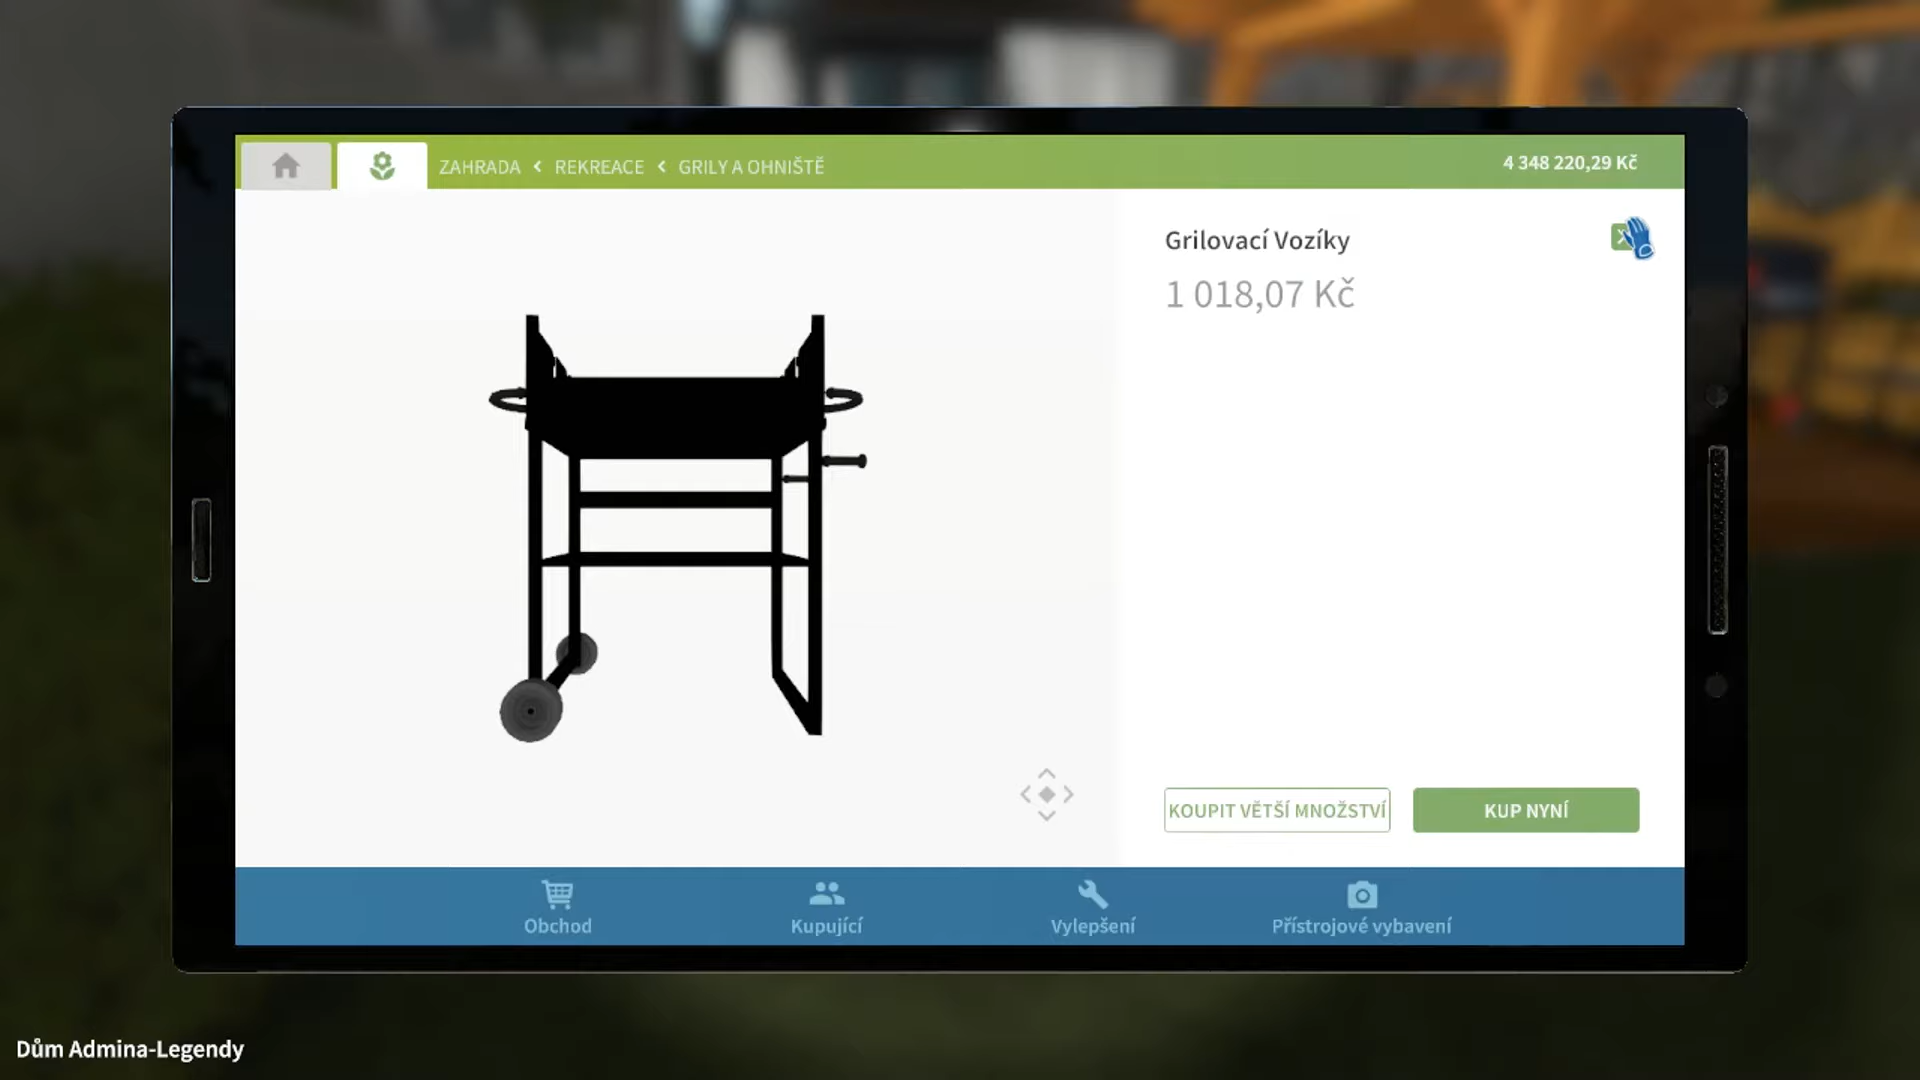 ZAHRADA < REKREACE < GRILY A OHNIŠTĚ
4 348 220,29 Kč
Grilovací Vozíky
1 018,07 Kč
KOUPIT VĚTŠÍ MNOŽSTVÍ
KUP NYNÍ
Obchod
Kupující
Vylepšení
Přístrojové vybavení
Dům Admina-Legendy